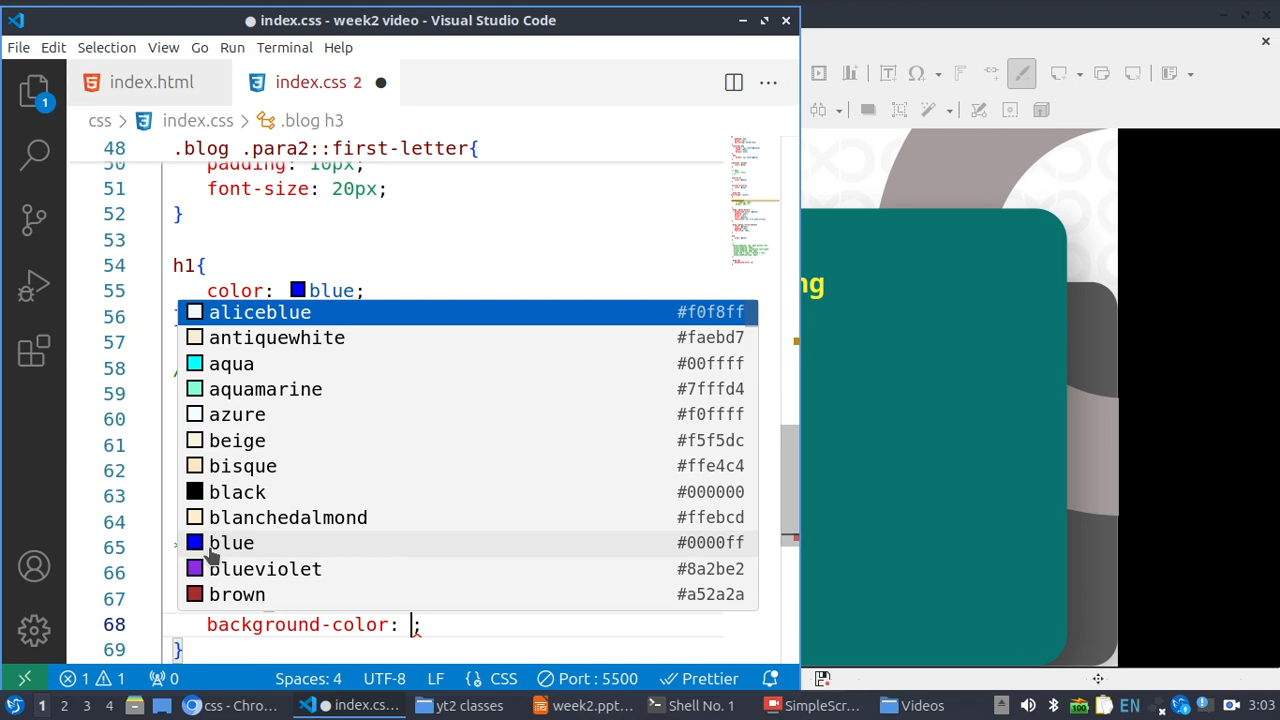 index.css - week2 video - Visual Studio Code
File Edit Selection View Go Run Terminal Help
1
index.html
index.css 2
css > index.css > .blog h3
48 .blog .para2::first-letter{
50 padding: 10px;
51 font-size: 20px;
52 }
53
54 h1{
55 color: blue;
56
57
58
59
60
61
62
63
64
65
66
67
aliceblue #f0f8ff
antiquewhite #faebd7
aqua #00ffff
aquamarine #7fffd4
azure #f0ffff
beige #f5f5dc
bisque #ffe4c4
black #000000
blanchedalmond #ffebcd
blue #0000ff
blueviolet #8a2be2
brown #a52a2a
68 background-color: ;
69 }
ng
1 1 0 Spaces: 4 UTF-8 LF CSS Port : 5500 Prettier
1 2 3 4 css - Chro... index.css... yt2 classes week2.ppt... Shell No. 1 SimpleScr... Videos 100 EN 3:03